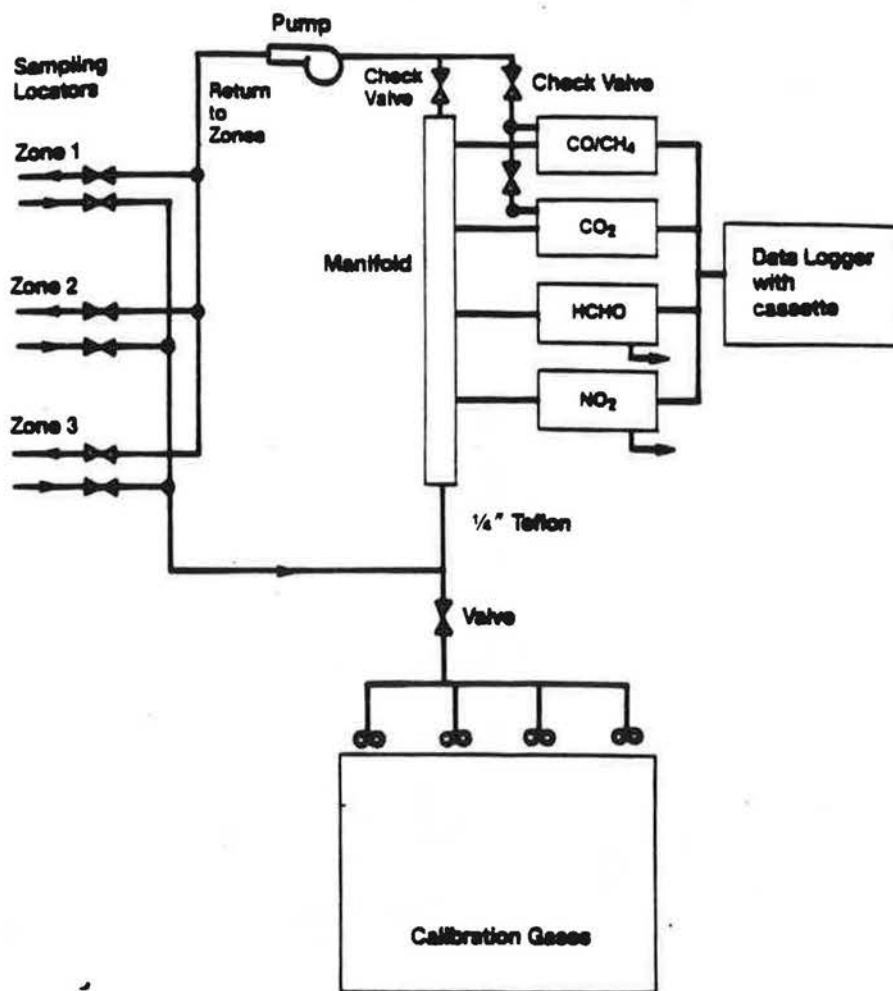 Pump
Sampling
Locators
Check
Valve
Check Valve
Return
to
Zones
Zone 1
CO/CH₄
CO₂
Manifold
Data Logger
with
cassette
Zone 2
HCHO
NO₂
Zone 3
¼" Teflon
Valve
Calibration Gases